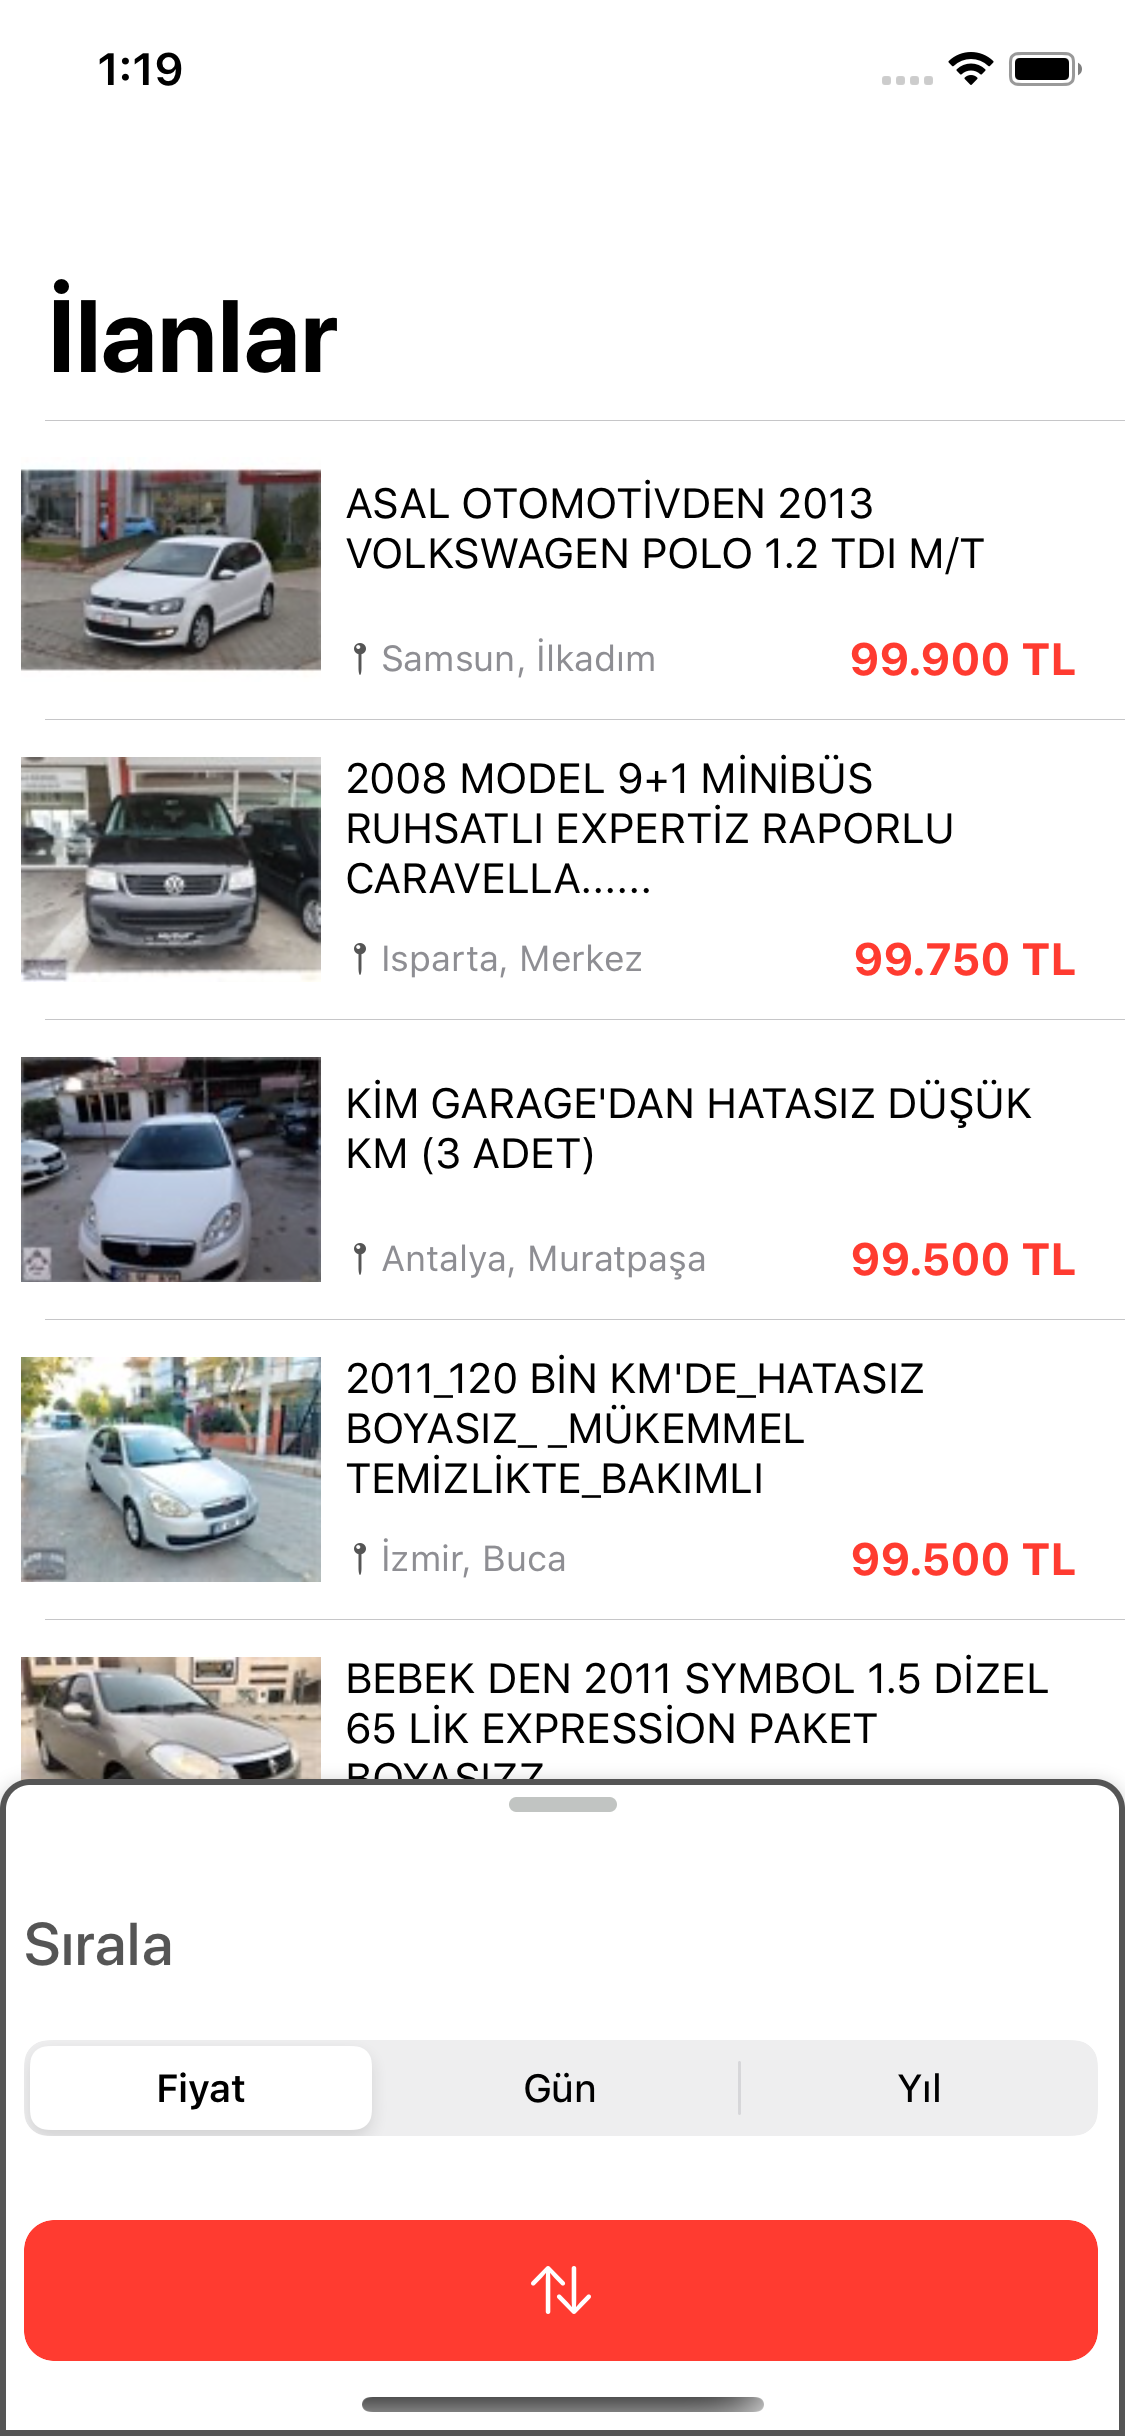 1:19
İlanlar
ASAL OTOMOTİVDEN 2013
VOLKSWAGEN POLO 1.2 TDI M/T
Samsun, İlkadım
99.900 TL
2008 MODEL 9+1 MİNİBÜS
RUHSATLI EXPERTİZ RAPORLU
CARAVELLA......
Isparta, Merkez
99.750 TL
KİM GARAGE'DAN HATASIZ DÜŞÜK
KM (3 ADET)
Antalya, Muratpaşa
99.500 TL
2011_120 BİN KM'DE_HATASIZ
BOYASIZ_ _MÜKEMMEL
TEMİZLİKTE_BAKIMLI
İzmir, Buca
99.500 TL
BEBEK DEN 2011 SYMBOL 1.5 DİZEL
65 LİK EXPRESSİON PAKET
BOYASIZZ
Sırala
Fiyat
Gün
Yıl